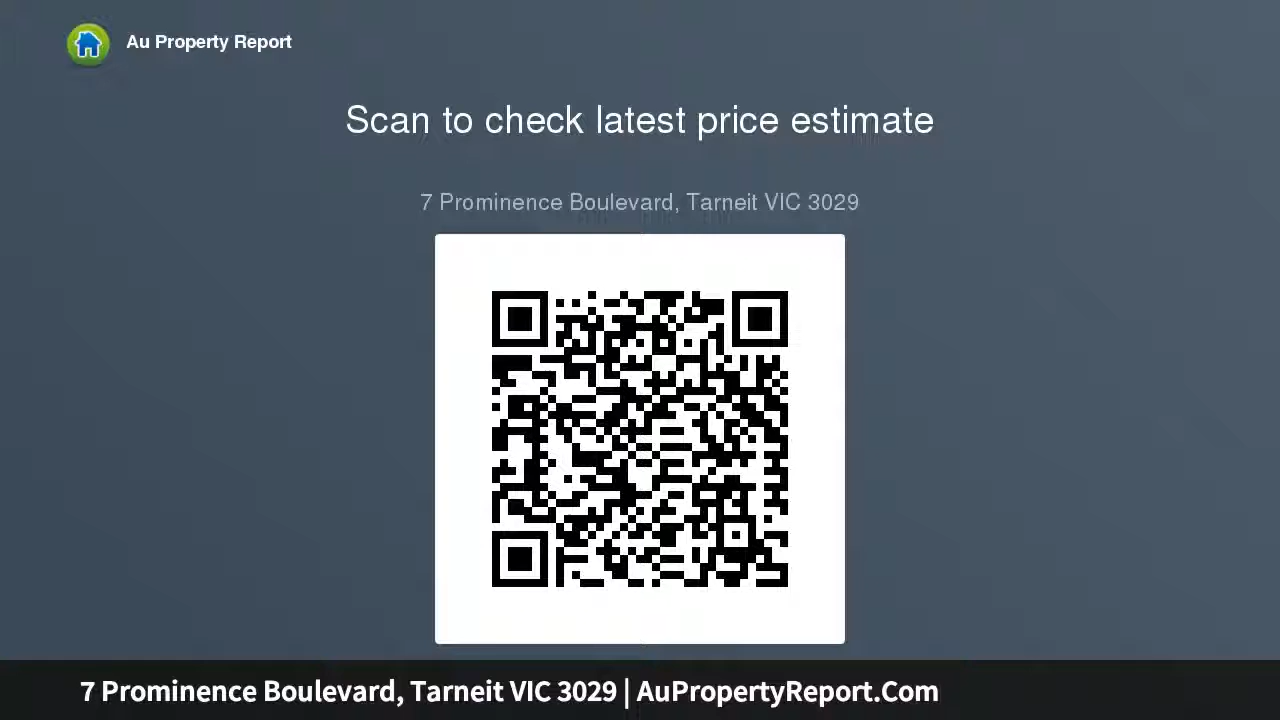 Au Property Report
Scan to check latest price estimate
7 Prominence Boulevard, Tarneit VIC 3029
7 Prominence Boulevard, Tarneit VIC 3029 | AuPropertyReport.Com